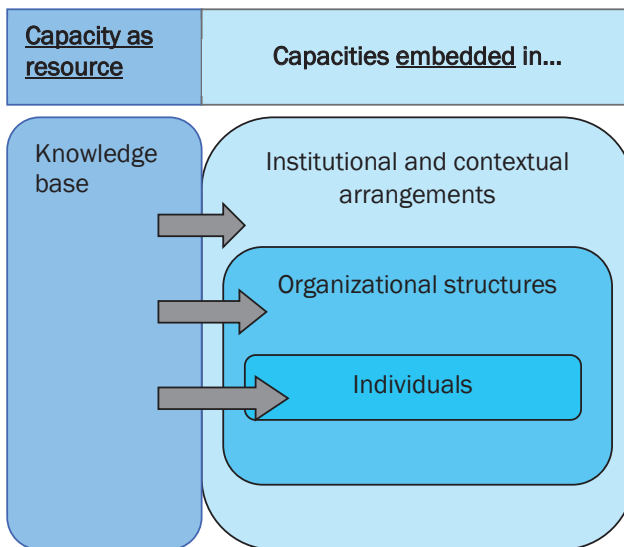 Capacity as
resource
Capacities embedded in...
Knowledge
base
Institutional and contextual
arrangements
Organizational structures
Individuals